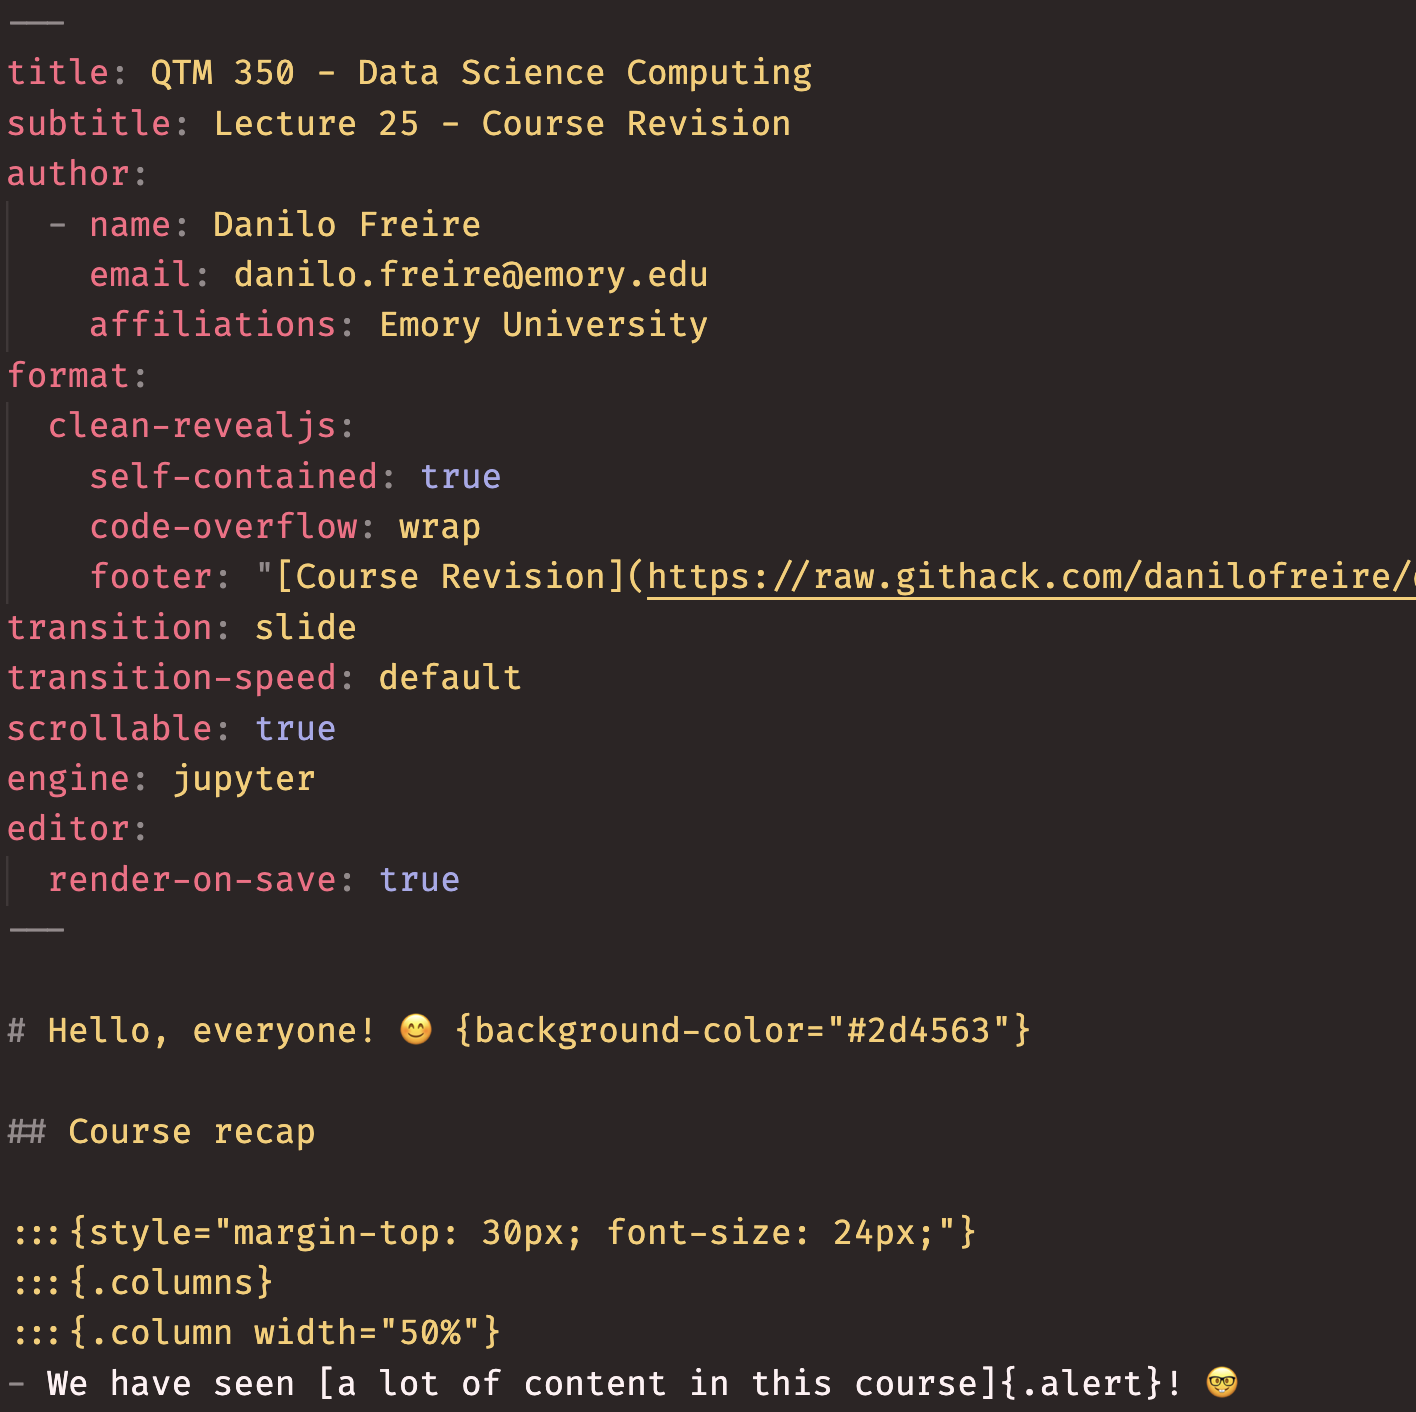 ---
title: QTM 350 - Data Science Computing
subtitle: Lecture 25 - Course Revision
author:
  - name: Danilo Freire
    email: danilo.freire@emory.edu
    affiliations: Emory University
format:
  clean-revealjs:
    self-contained: true
    code-overflow: wrap
    footer: "[Course Revision](https://raw.githack.com/danilofreire/
transition: slide
transition-speed: default
scrollable: true
engine: jupyter
editor:
  render-on-save: true
---
# Hello, everyone! 😊 {background-color="#2d4563"}
## Course recap
:::{style="margin-top: 30px; font-size: 24px;"}
:::{.columns}
:::{.column width="50%"}
- We have seen [a lot of content in this course]{.alert}! 🤓